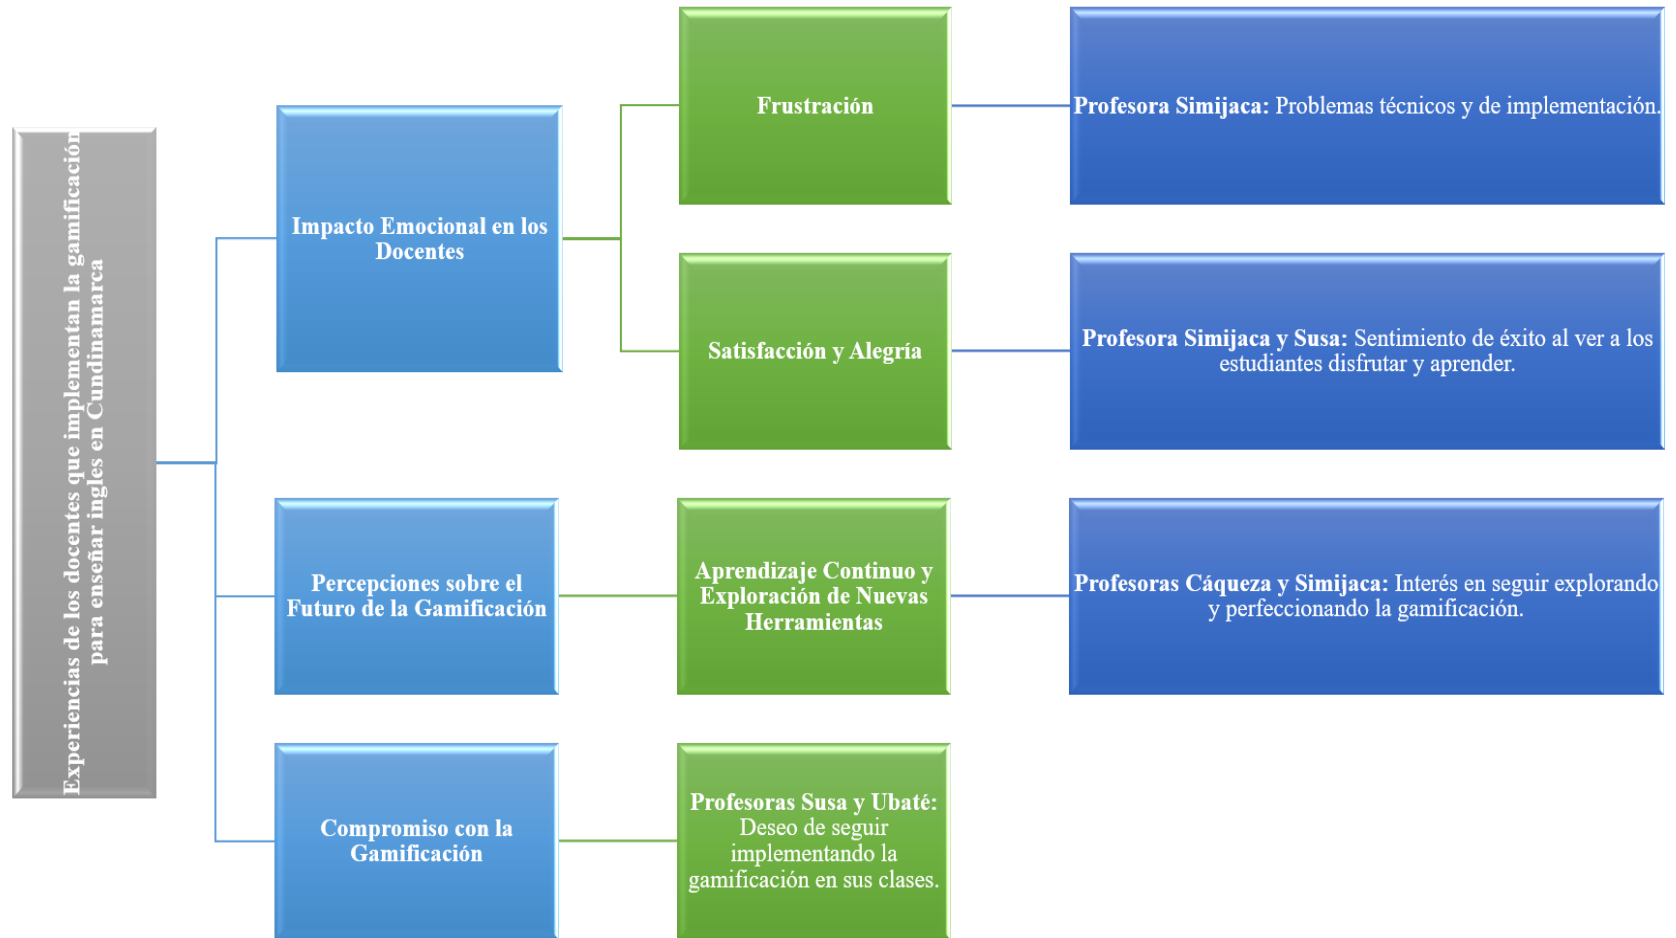 Experiencias de los docentes que implementan la gamificación
para enseñar ingles en Cundinamarca
Impacto Emocional en los
Docentes
Frustración
Profesora Simijaca: Problemas técnicos y de implementación.
Satisfacción y Alegría
Profesora Simijaca y Susa: Sentimiento de éxito al ver a los
estudiantes disfrutar y aprender.
Percepciones sobre el
Futuro de la Gamificación
Aprendizaje Continuo y
Exploración de Nuevas
Herramientas
Profesoras Cáqueza y Simijaca: Interés en seguir explorando
y perfeccionando la gamificación.
Compromiso con la
Gamificación
Profesoras Susa y Ubaté:
Deseo de seguir
implementando la
gamificación en sus clases.